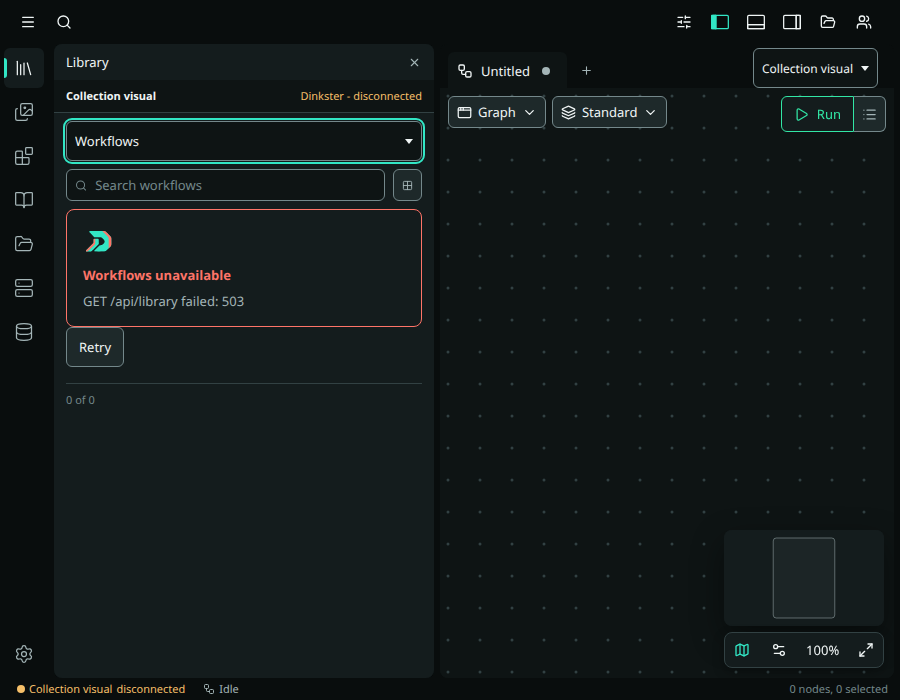 Library
Collection visual
Dinkster - disconnected
Workflows
Search workflows
Workflows unavailable
GET /api/library failed: 503
Retry
0 of 0
Untitled
Collection visual
Graph
Standard
Run
100%
Collection visual disconnected
Idle
0 nodes, 0 selected